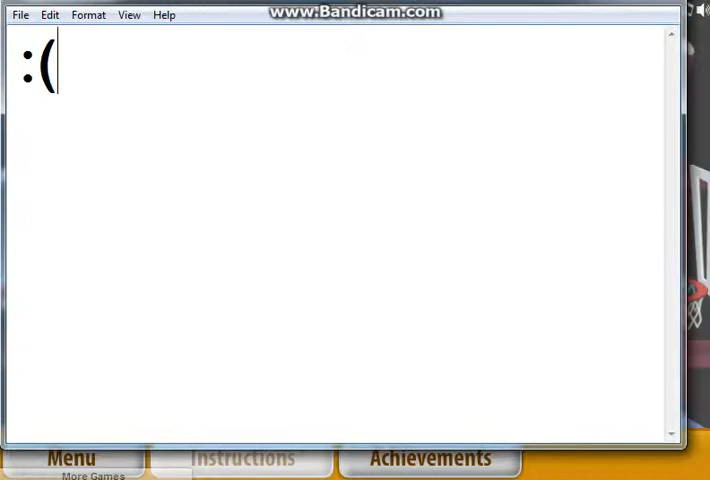 www.Bandicam.com
File Edit Format View Help
:(
Menu Instructions Achievements
More Games